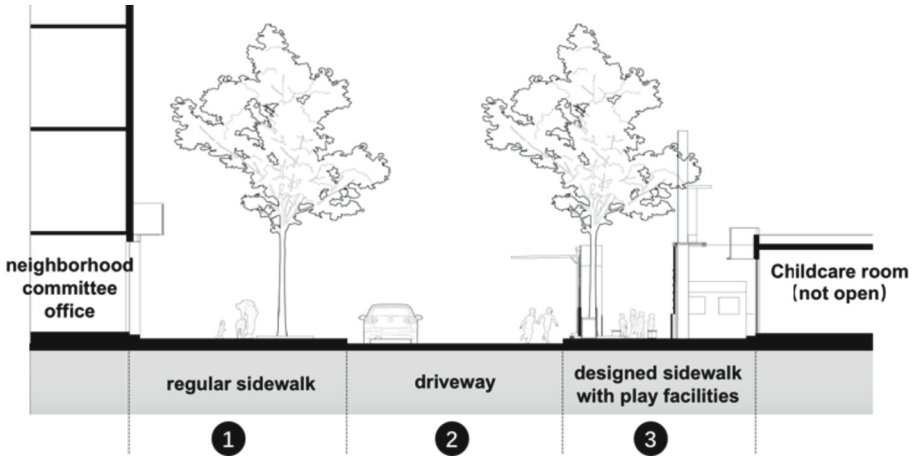 neighborhood
committee
office
Childcare room
(not open)
regular sidewalk
driveway
designed sidewalk
with play facilities
1
2
3